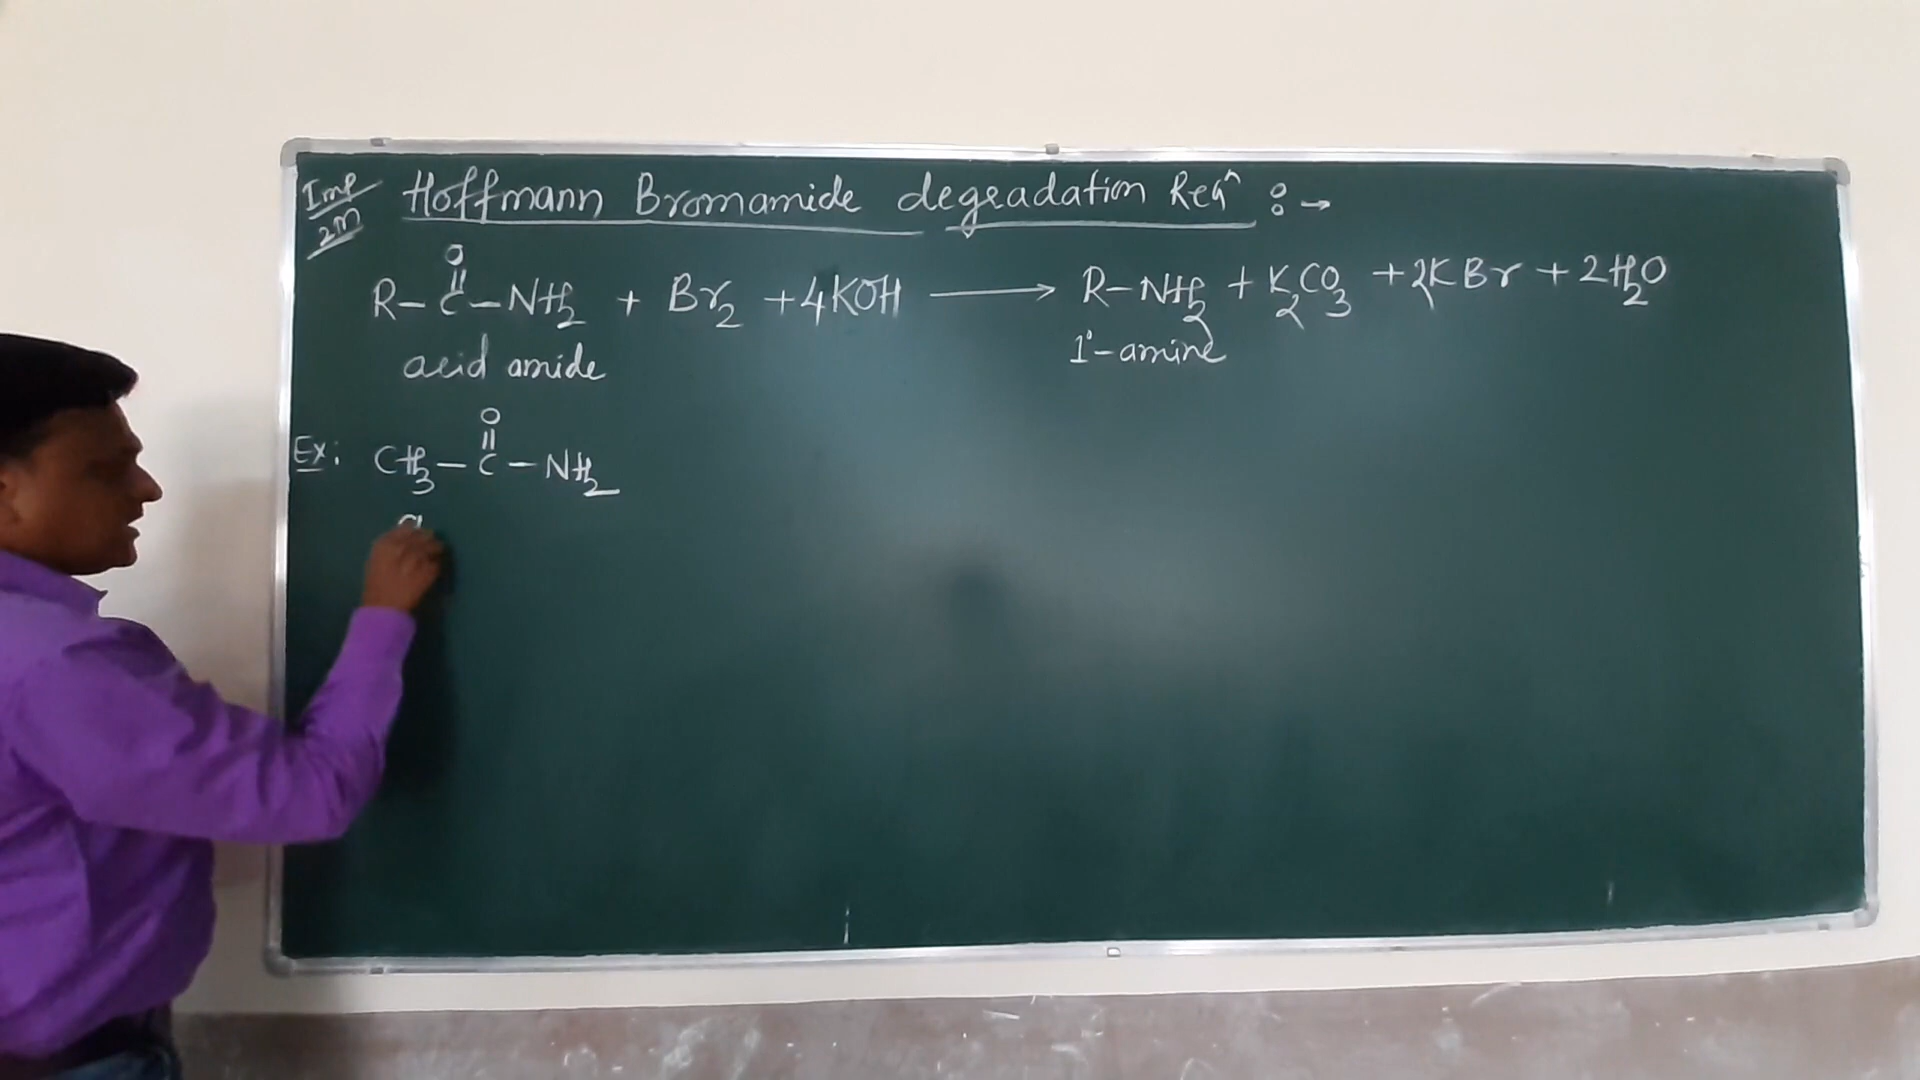 Imp Hoffmann Bromamide degradation Reaⁿ :→
2M
O
||
R–C–NH₂ + Br₂ + 4KOH ⟶ R–NH₂ + K₂CO₃ + 2KBr + 2H₂O
acid amide 1°-amine
O
||
Ex: CH₃–C–NH₂
a